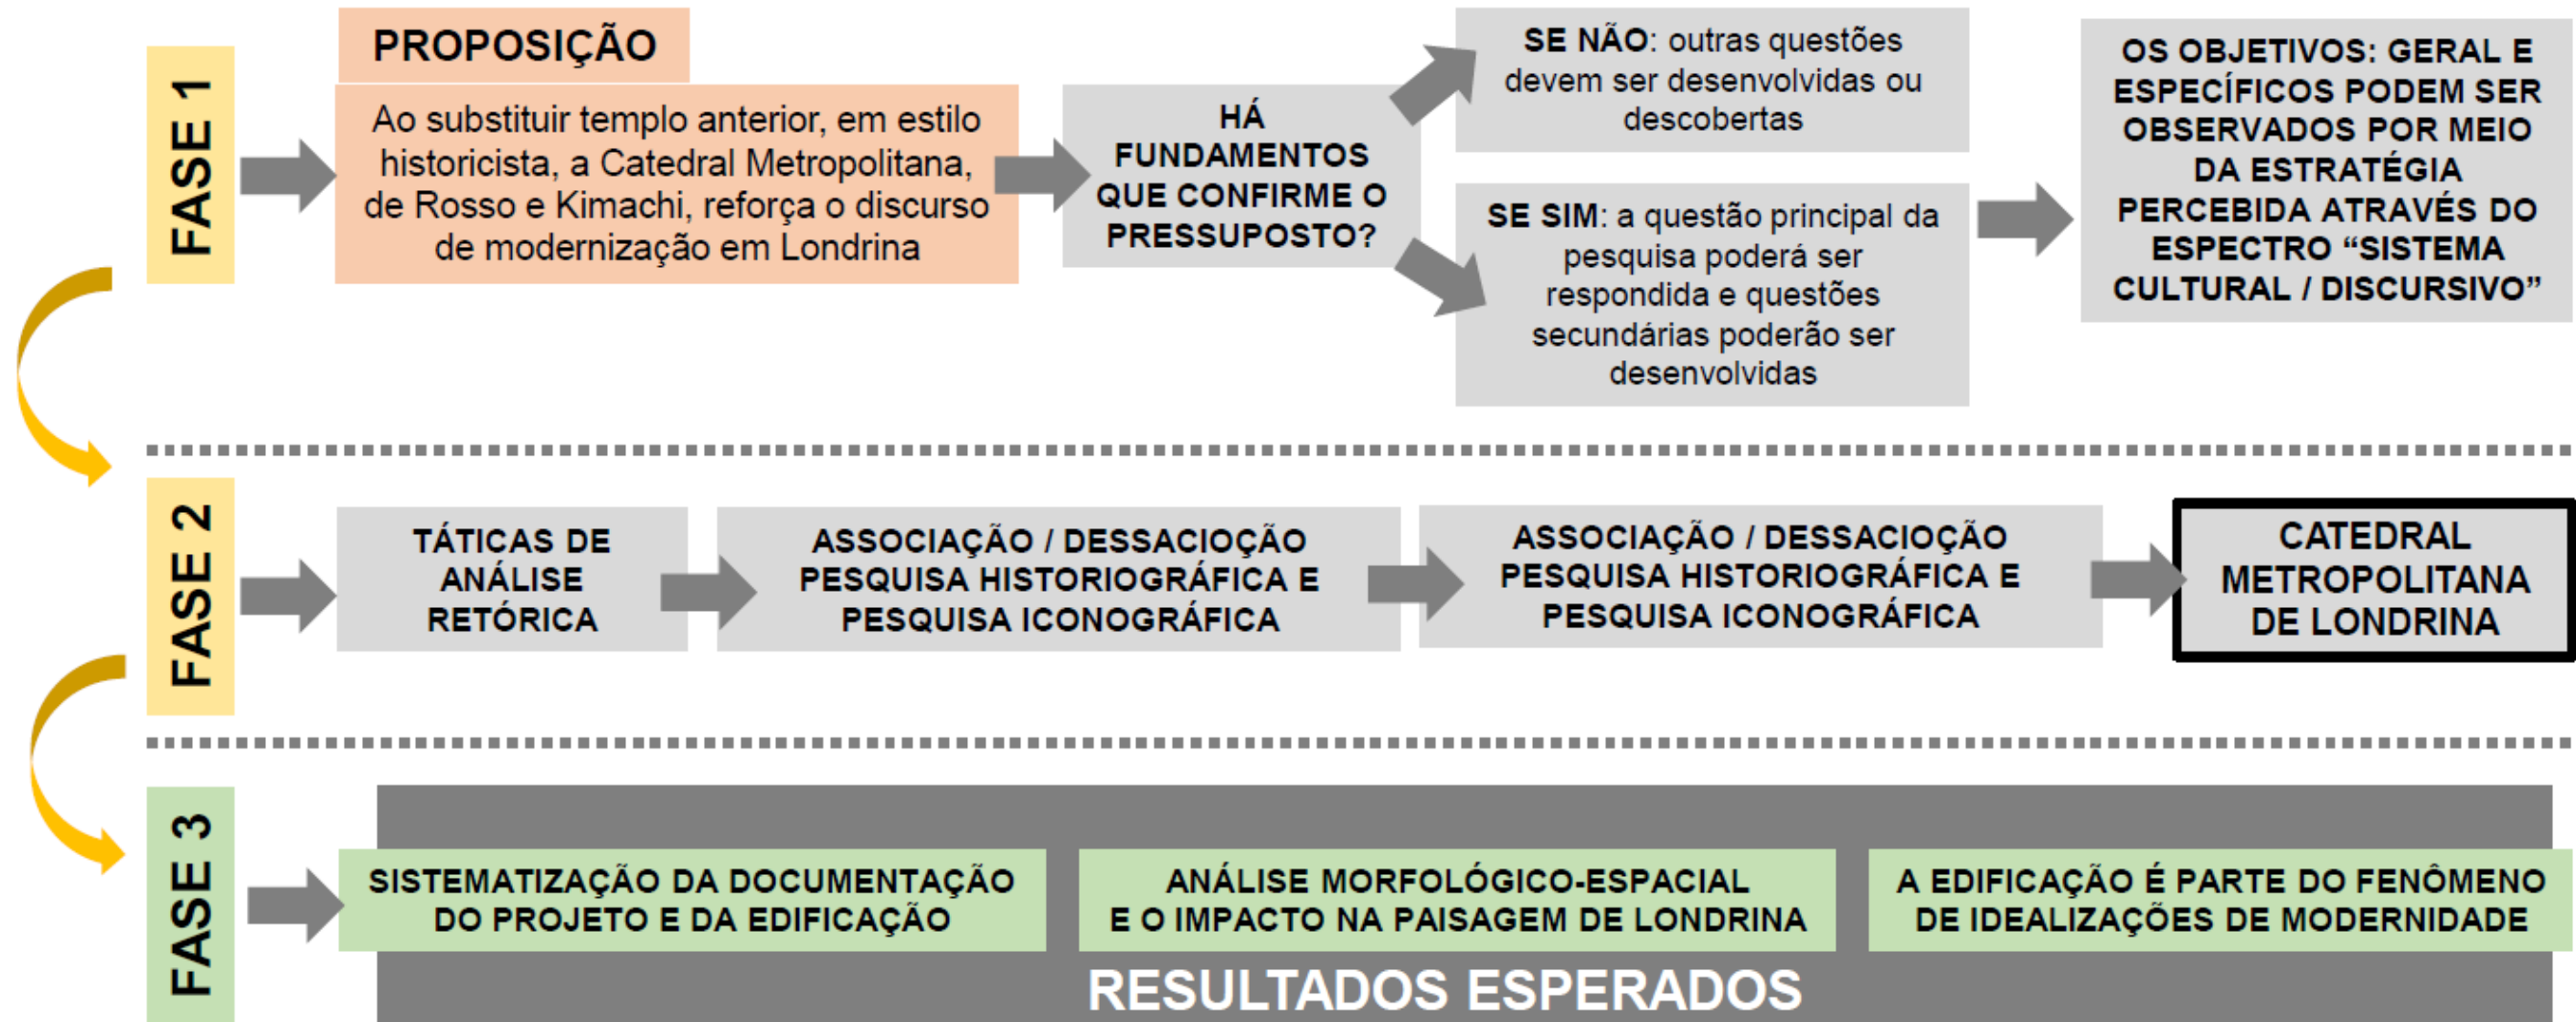 FASE 1
PROPOSIÇÃO
Ao substituir templo anterior, em estilo
historicista, a Catedral Metropolitana,
de Rosso e Kimachi, reforça o discurso
de modernização em Londrina
HÁ
FUNDAMENTOS
QUE CONFIRME O
PRESSUPOSTO?
SE NÃO: outras questões
devem ser desenvolvidas ou
descobertas
SE SIM: a questão principal da
pesquisa poderá ser
respondida e questões
secundárias poderão ser
desenvolvidas
OS OBJETIVOS: GERAL E
ESPECÍFICOS PODEM SER
OBSERVADOS POR MEIO
DA ESTRATÉGIA
PERCEBIDA ATRAVÉS DO
ESPECTRO “SISTEMA
CULTURAL / DISCURSIVO”
FASE 2
TÁTICAS DE
ANÁLISE
RETÓRICA
ASSOCIAÇÃO / DESSACIOÇÃO
PESQUISA HISTORIOGRÁFICA E
PESQUISA ICONOGRÁFICA
ASSOCIAÇÃO / DESSACIOÇÃO
PESQUISA HISTORIOGRÁFICA E
PESQUISA ICONOGRÁFICA
CATEDRAL
METROPOLITANA
DE LONDRINA
FASE 3
SISTEMATIZAÇÃO DA DOCUMENTAÇÃO
DO PROJETO E DA EDIFICAÇÃO
ANÁLISE MORFOLÓGICO-ESPACIAL
E O IMPACTO NA PAISAGEM DE LONDRINA
A EDIFICAÇÃO É PARTE DO FENÔMENO
DE IDEALIZAÇÕES DE MODERNIDADE
RESULTADOS ESPERADOS